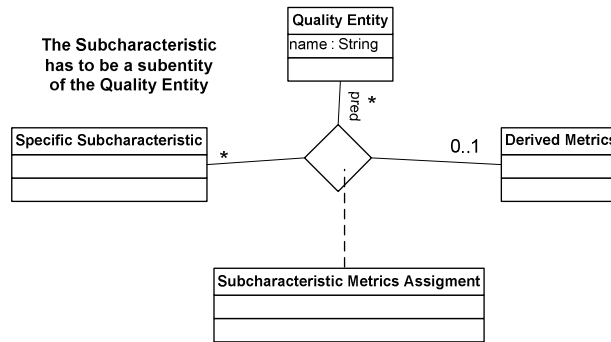 Quality Entity
name : String
The Subcharacteristic
has to be a subentity
of the Quality Entity
*
pred
Specific Subcharacteristic
*
0..1
Derived Metrics
Subcharacteristic Metrics Assigment